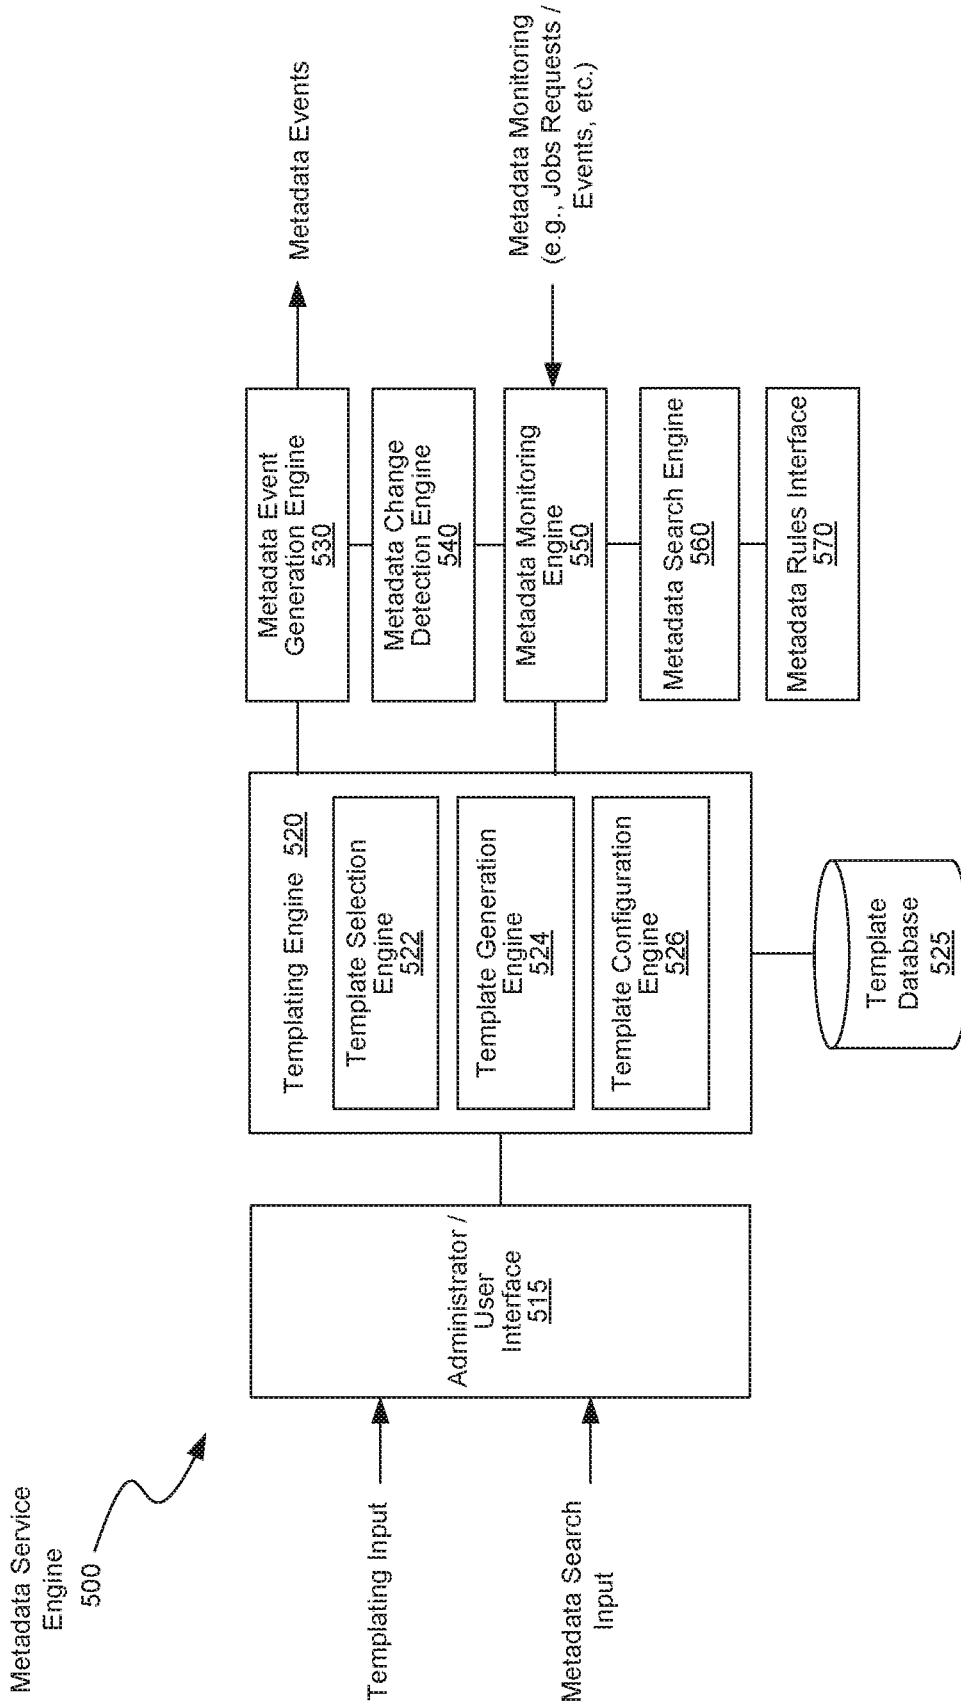 Metadata Service
Engine
500
Templating Input
Metadata Search
Input
Administrator /
User
Interface
515
Templating Engine 520
Template Selection
Engine
522
Template Generation
Engine
524
Template Configuration
Engine
526
Template
Database
525
Metadata Event
Generation Engine
530
Metadata Change
Detection Engine
540
Metadata Monitoring
Engine
550
Metadata Search Engine
560
Metadata Rules Interface
570
Metadata Events
Metadata Monitoring
(e.g., Jobs Requests /
Events, etc.)